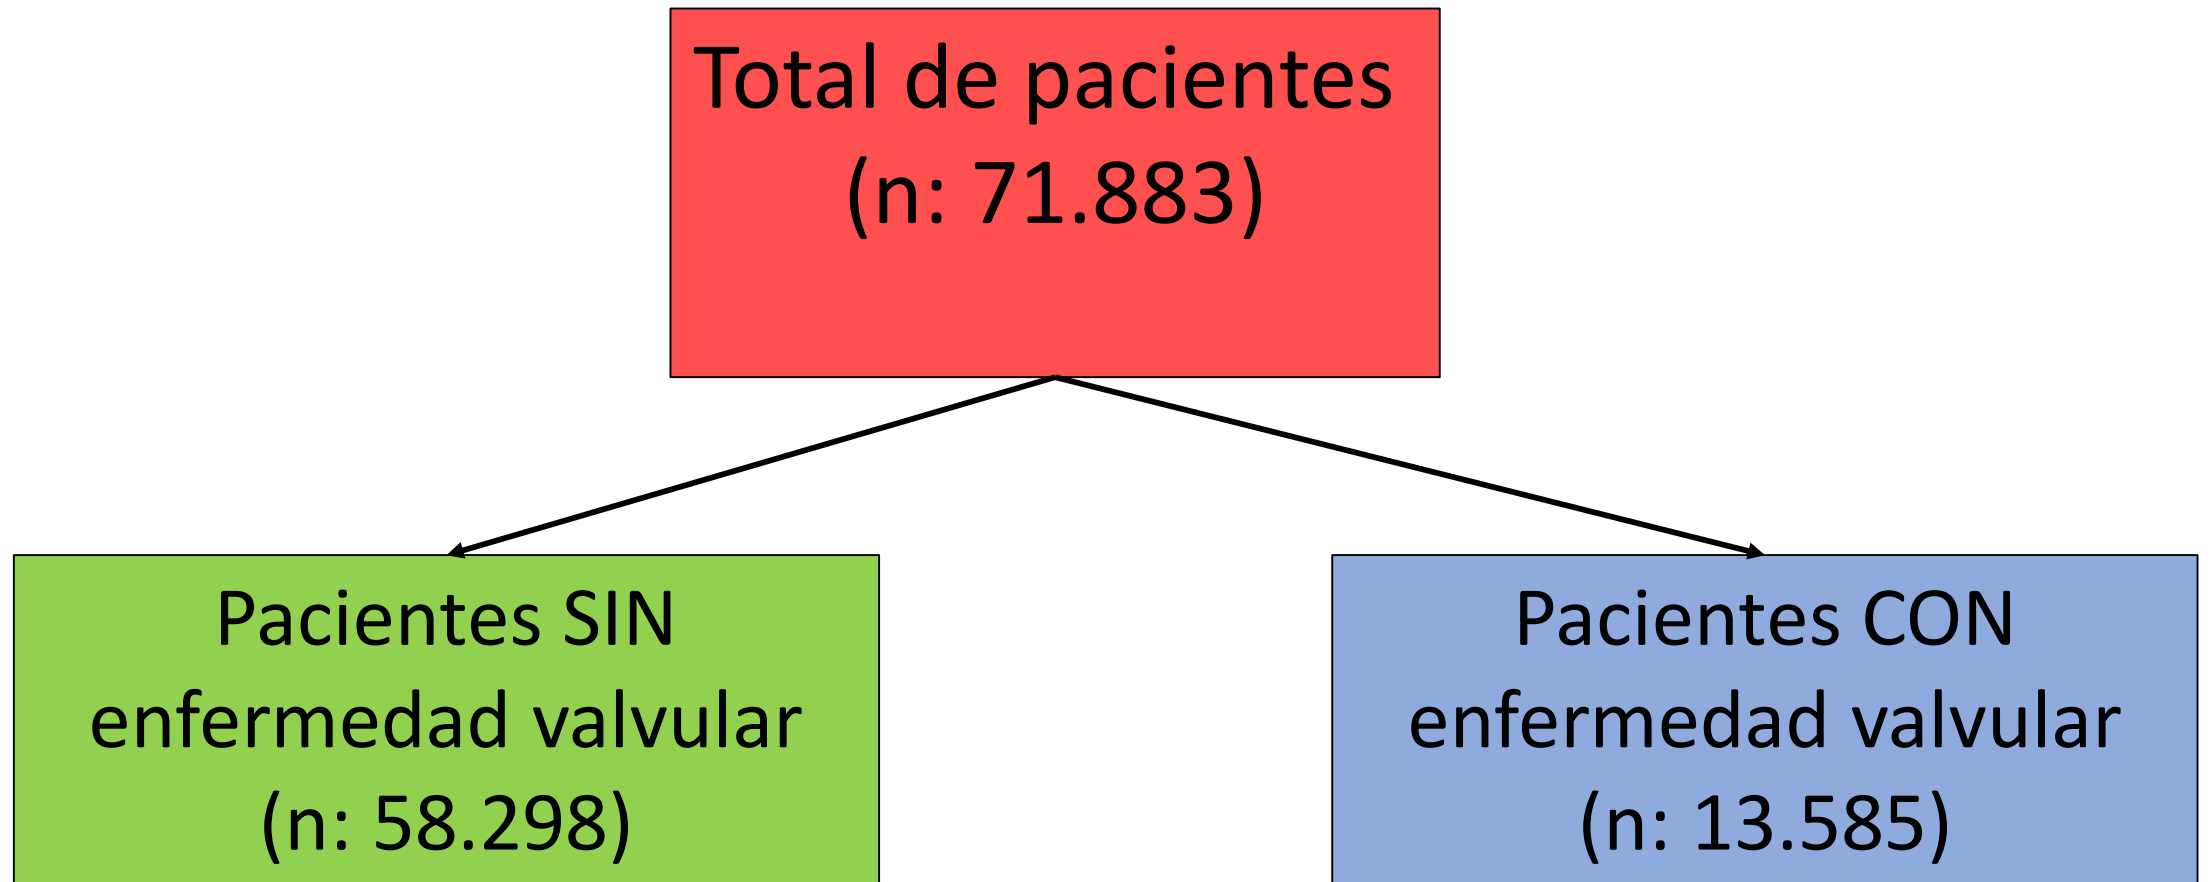 Total de pacientes
(n: 71.883)
Pacientes SIN
enfermedad valvular
(n: 58.298)
Pacientes CON
enfermedad valvular
(n: 13.585)